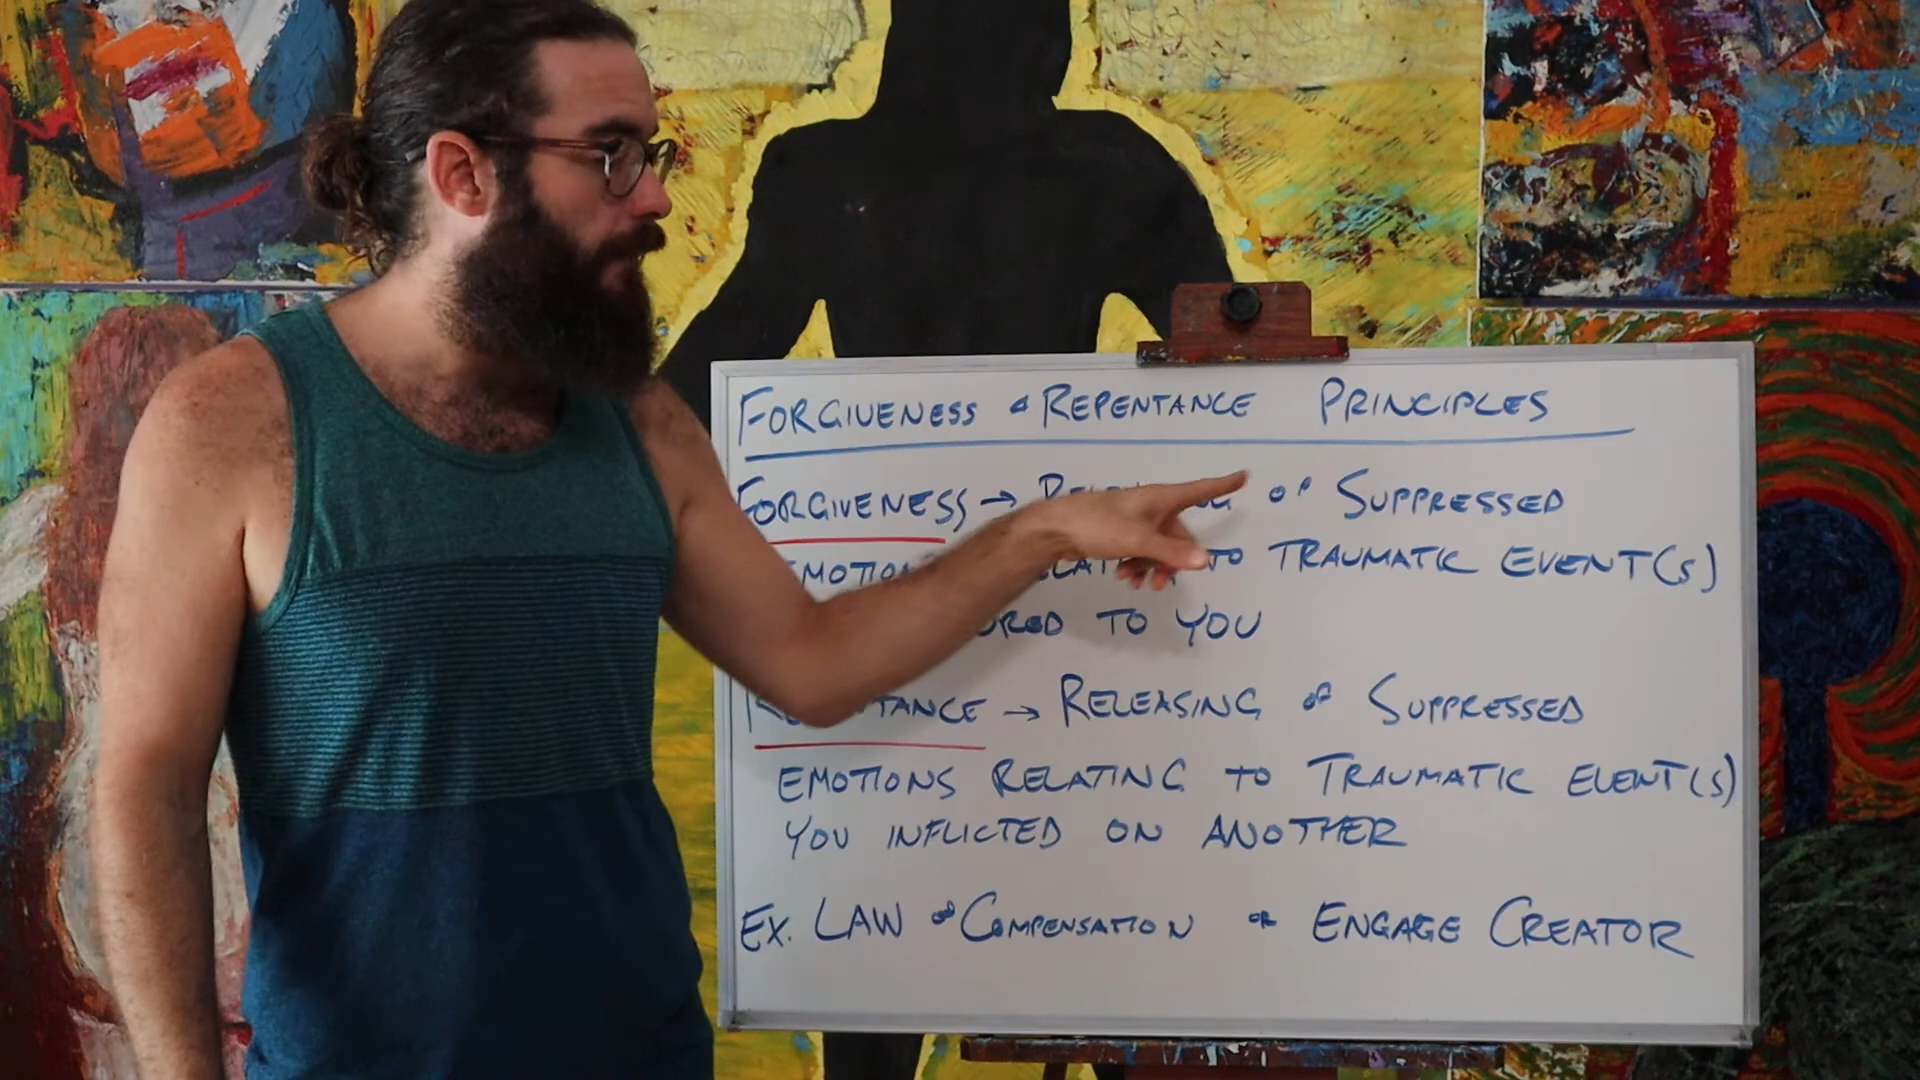 FORGIVENESS & REPENTANCE PRINCIPLES
FORGIVENESS → OF SUPPRESSED
TO TRAUMATIC EVENT(S)
TO YOU
→ RELEASING OF SUPPRESSED
EMOTIONS RELATING TO TRAUMATIC EVENT(S)
YOU INFLICTED ON ANOTHER
EX. LAW OF COMPENSATION OR ENGAGE CREATOR